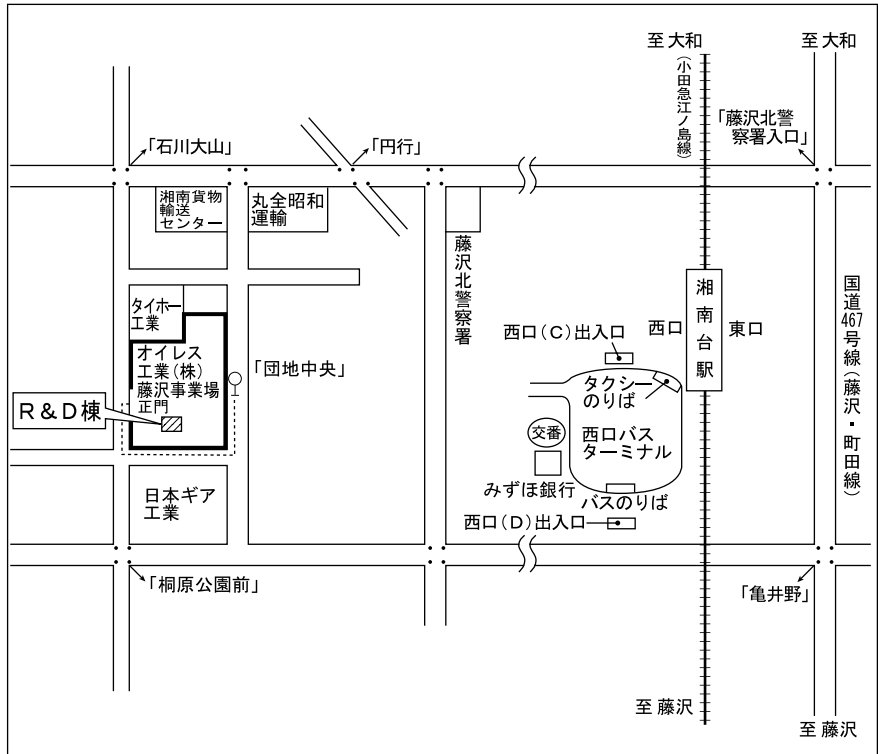 至 大和
至 大和
（小田急江ノ島線）
「藤沢北警
察署入口」
「石川大山」
「円行」
湘南貨物
輸送
センター
丸全昭和
運輸
藤沢北警察署
湘南台駅
西口
東口
国道467号線（藤沢・町田線）
タイホー
工業
オイレス
工業（株）
藤沢事業場
正門
「団地中央」
R＆D棟
西口（C）出入口
タクシー
のりば
交番
西口バス
ターミナル
みずほ銀行
バスのりば
西口（D）出入口
日本ギア
工業
「桐原公園前」
「亀井野」
至 藤沢
至 藤沢